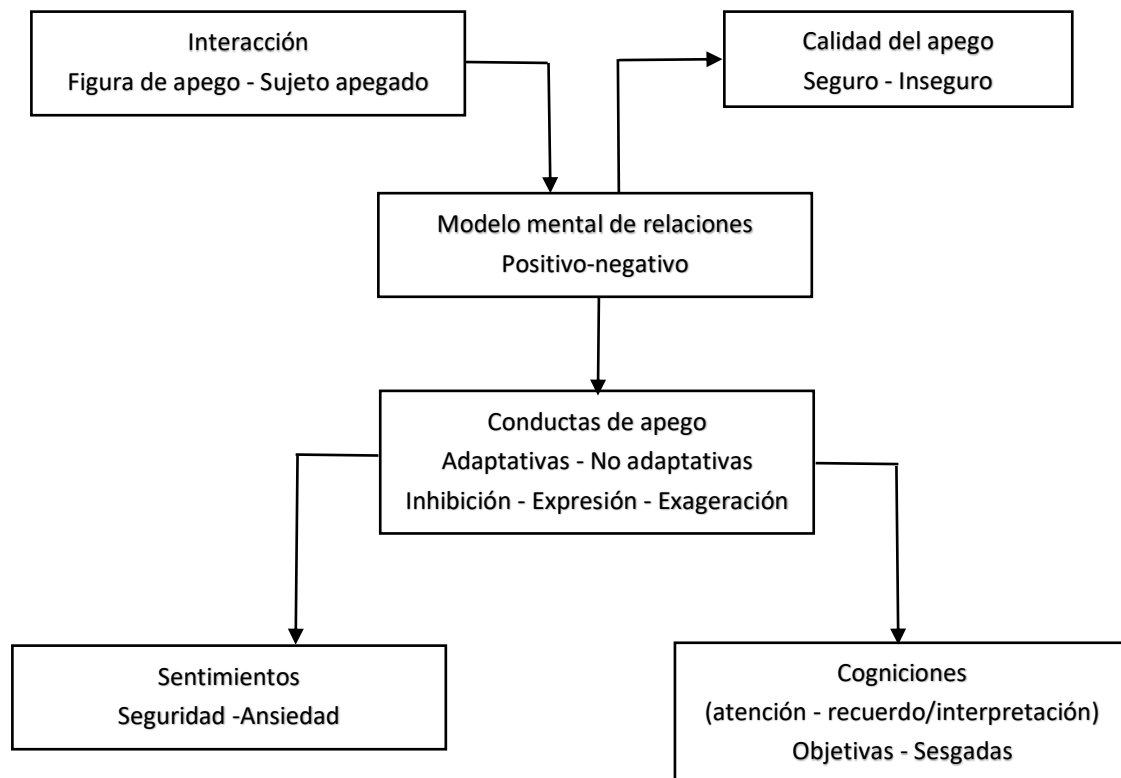 Interacción
Figura de apego - Sujeto apegado
Calidad del apego
Seguro - Inseguro
Modelo mental de relaciones
Positivo-negativo
Conductas de apego
Adaptativas - No adaptativas
Inhibición - Expresión - Exageración
Sentimientos
Seguridad -Ansiedad
Cogniciones
(atención - recuerdo/interpretación)
Objetivas - Sesgadas